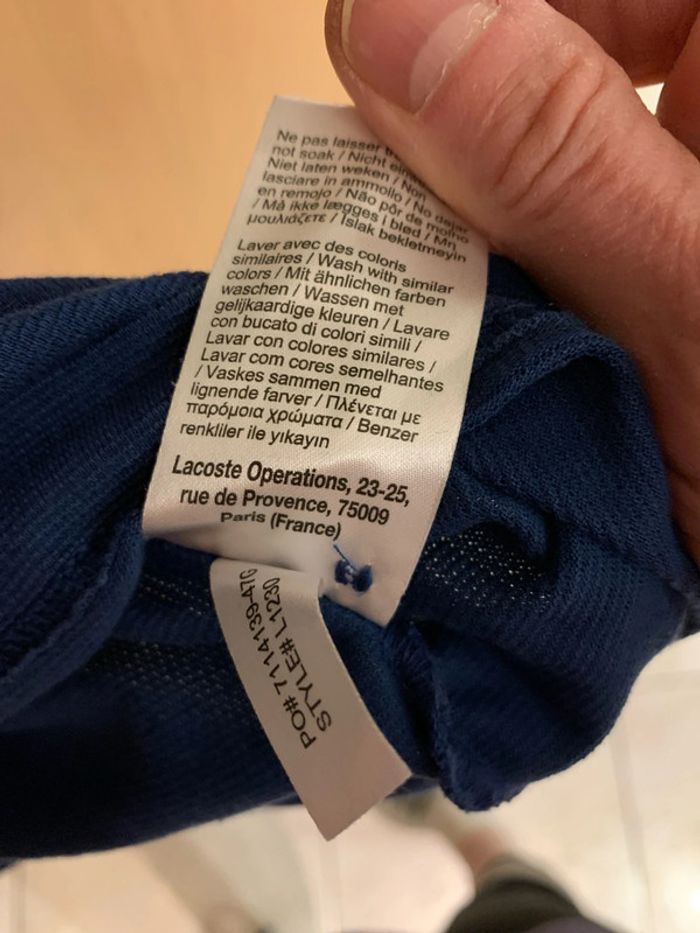 Ne pas laisser
not soak / Nicht
Niet laten weken / Non
lasciare in ammollo / No dejar
en remojo / Não pôr de molho
/ Må ikke lægges i blød / Μη
μουλιάζετε / Islak bekletmeyin
Laver avec des coloris
similaires / Wash with similar
colors / Mit ähnlichen farben
waschen / Wassen met
gelijkaardige kleuren / Lavare
con bucato di colori simili /
Lavar con colores similares /
Lavar com cores semelhantes
/ Vaskes sammen med
lignende farver / Πλένεται με
παρόμοια χρώματα / Benzer
renkliler ile yıkayın
Lacoste Operations, 23-25,
rue de Provence, 75009
Paris (France)
PO# 7114139-470
STYLE# L1230